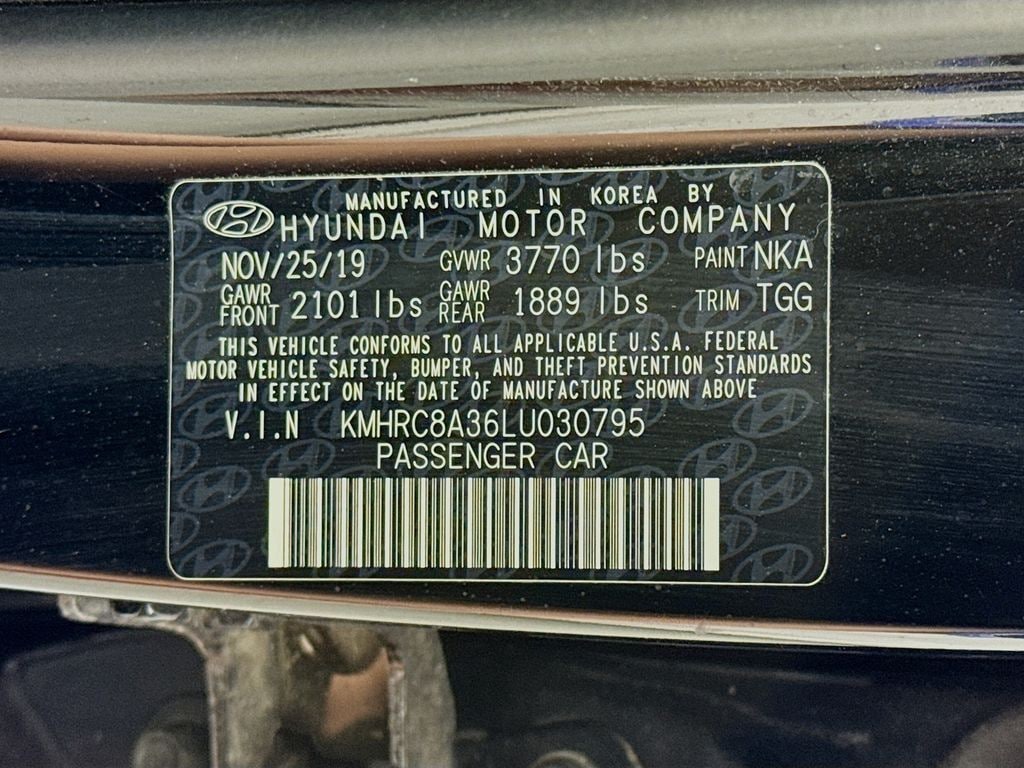 MANUFACTURED IN KOREA BY
HYUNDAI MOTOR COMPANY
NOV/25/19 GVWR 3770 lbs PAINT NKA
GAWR FRONT 2101 lbs GAWR REAR 1889 lbs TRIM TGG
THIS VEHICLE CONFORMS TO ALL APPLICABLE U.S.A. FEDERAL
MOTOR VEHICLE SAFETY, BUMPER, AND THEFT PREVENTION STANDARDS
IN EFFECT ON THE DATE OF MANUFACTURE SHOWN ABOVE
V.I.N KMHRC8A36LU030795
PASSENGER CAR